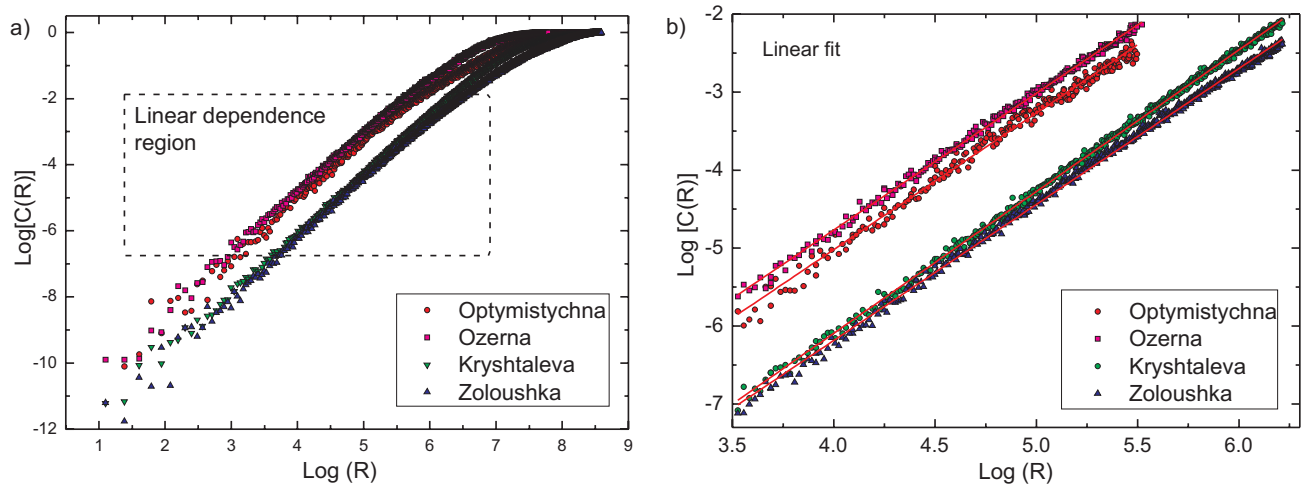 a)
0
-2
-4
-6
-8
-10
-12
Log[C(R)]
Linear dependence
region
Optymistychna
Ozerna
Kryshtaleva
Zoloushka
1 2 3 4 5 6 7 8 9
Log (R)
b)
-2
-3
-4
-5
-6
-7
Log [C(R)]
Linear fit
Optymistychna
Ozerna
Kryshtaleva
Zoloushka
3.5 4.0 4.5 5.0 5.5 6.0
Log (R)